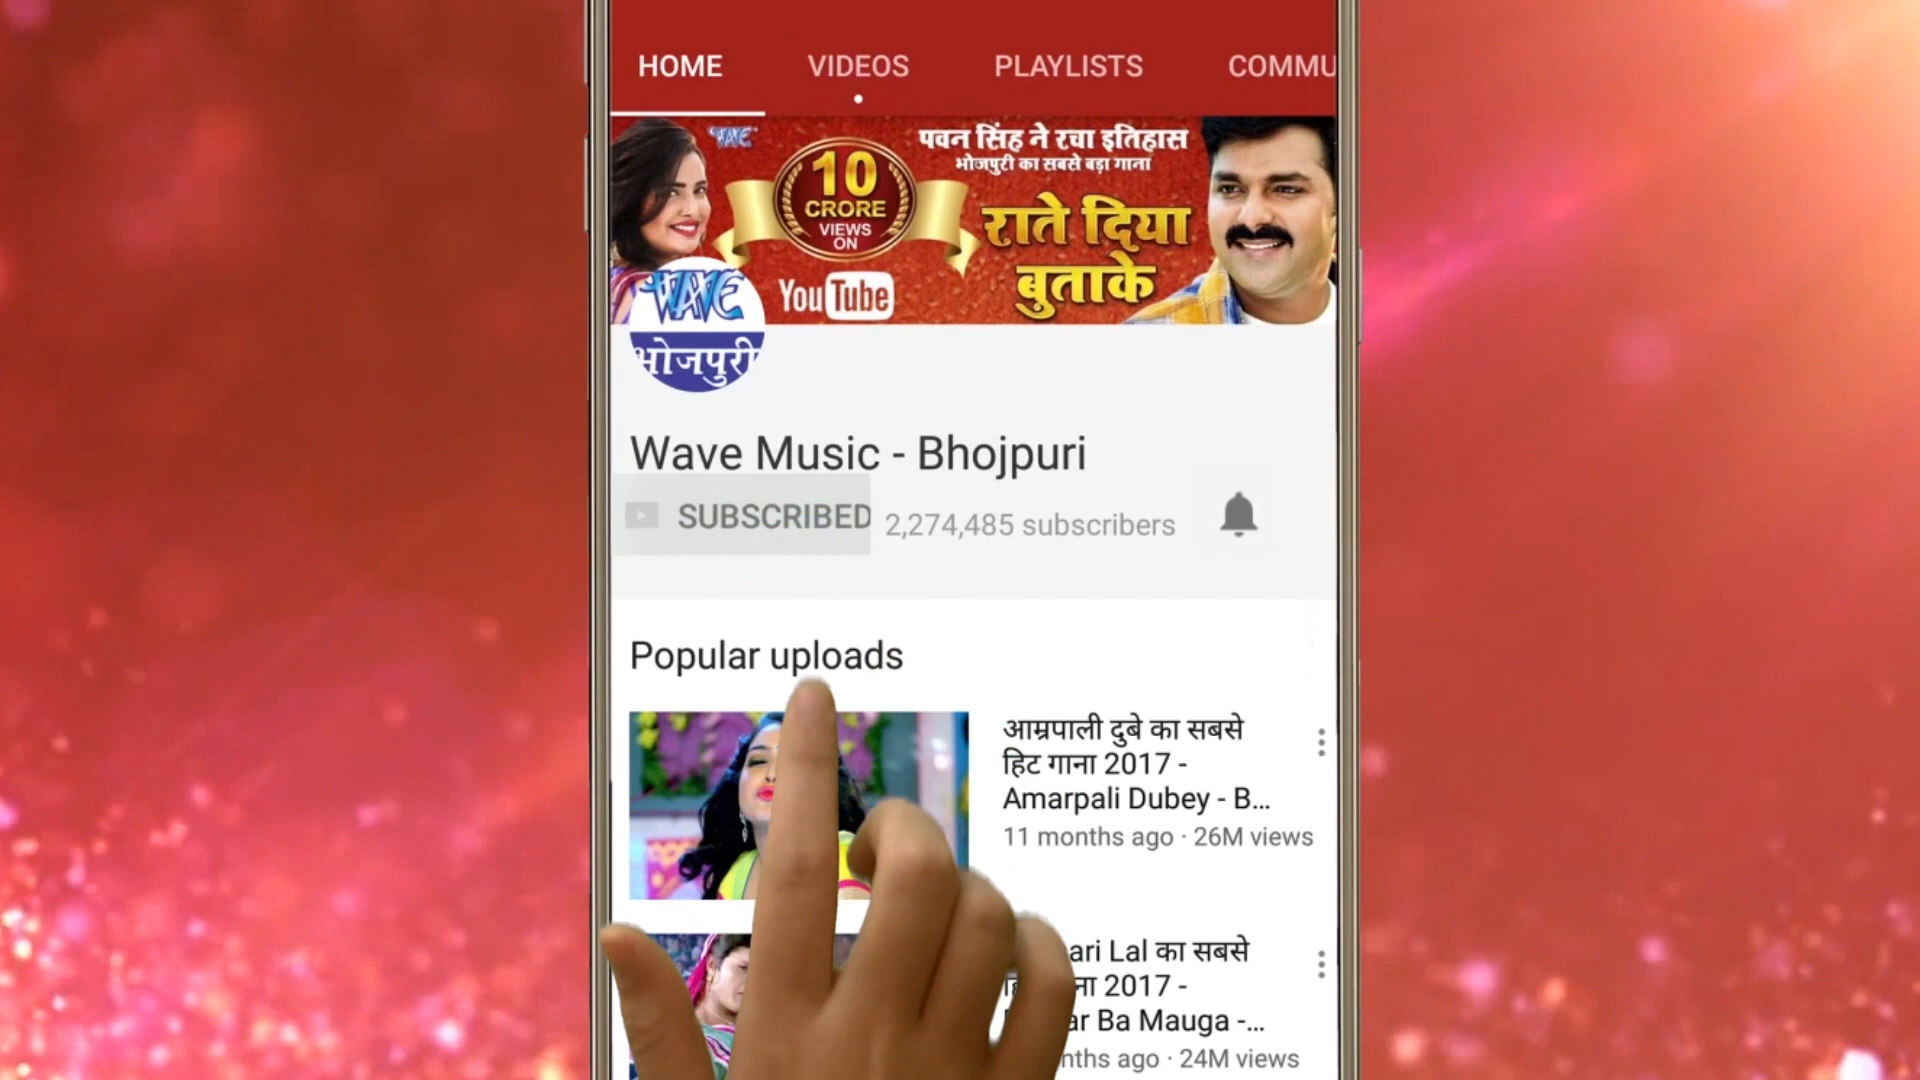 HOME VIDEOS PLAYLISTS COMMU
WAVE
10
CRORE
VIEWS
ON
YouTube
पवन सिंह ने रचा इतिहास
भोजपुरी का सबसे बड़ा गाना
राते दिया
बुताके
WAVE
भोजपुरी
Wave Music - Bhojpuri
SUBSCRIBED 2,274,485 subscribers
Popular uploads
आम्रपाली दुबे का सबसे
हिट गाना 2017 -
Amarpali Dubey - B...
11 months ago · 26M views
ari Lal का सबसे
2017 -
ar Ba Mauga -...
nths ago · 24M views